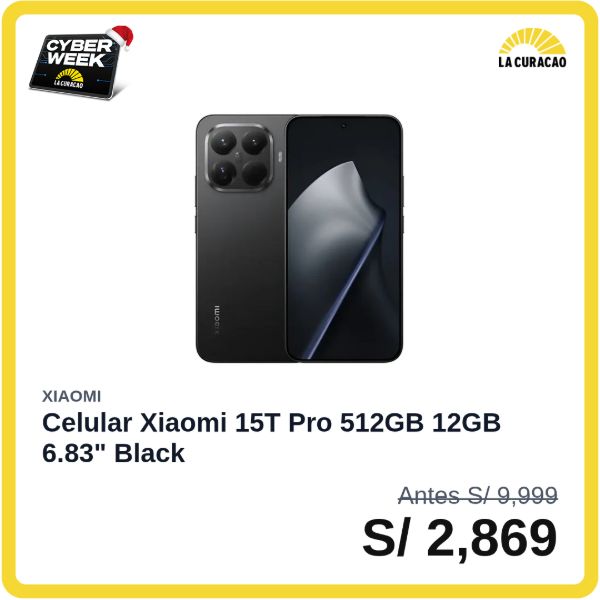 CYBER
WEEK
LA CURACAO
LA CURACAO
XIAOMI
XIAOMI
Celular Xiaomi 15T Pro 512GB 12GB
6.83" Black
Antes S/ 9,999
S/ 2,869